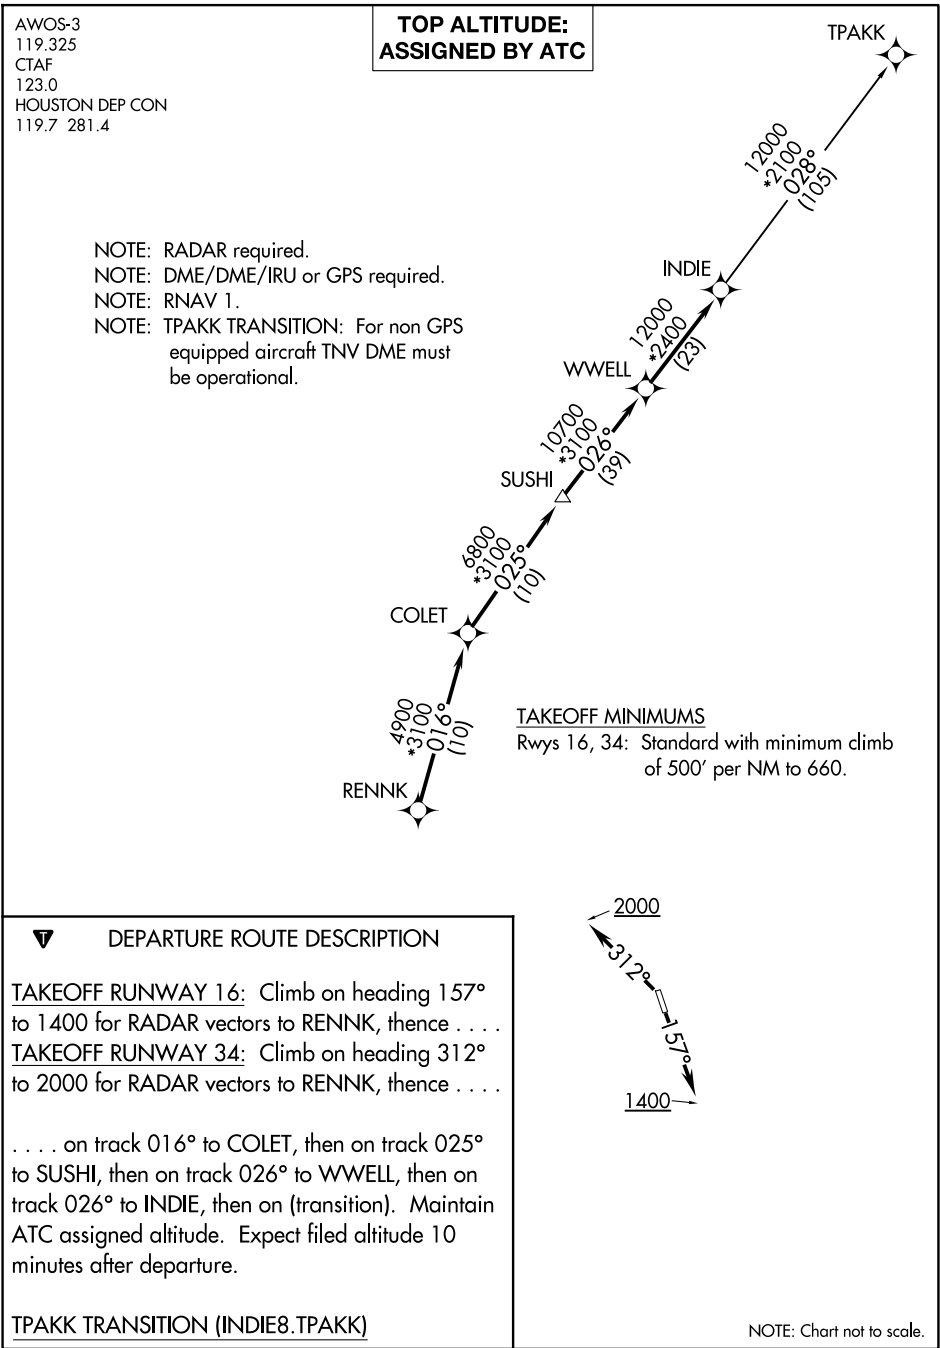 AWOS-3
119.325
CTAF
123.0
HOUSTON DEP CON
119.7 281.4
TOP ALTITUDE:
ASSIGNED BY ATC
TPAKK
12000
*2100
028°
(105)
NOTE: RADAR required.
NOTE: DME/DME/IRU or GPS required.
NOTE: RNAV 1.
NOTE: TPAKK TRANSITION: For non GPS
equipped aircraft TNV DME must
be operational.
INDIE
12000
*2400
(23)
WWELL
10700
*3100
026°
(39)
SUSHI
6800
*3100
025°
(10)
COLET
4900
*3100
016°
(10)
RENNK
TAKEOFF MINIMUMS
Rwys 16, 34: Standard with minimum climb
of 500' per NM to 660.
2000
312°
157°
1400
T DEPARTURE ROUTE DESCRIPTION
TAKEOFF RUNWAY 16: Climb on heading 157°
to 1400 for RADAR vectors to RENNK, thence . . . .
TAKEOFF RUNWAY 34: Climb on heading 312°
to 2000 for RADAR vectors to RENNK, thence . . . .
. . . . on track 016° to COLET, then on track 025°
to SUSHI, then on track 026° to WWELL, then on
track 026° to INDIE, then on (transition). Maintain
ATC assigned altitude. Expect filed altitude 10
minutes after departure.
TPAKK TRANSITION (INDIE8.TPAKK)
NOTE: Chart not to scale.